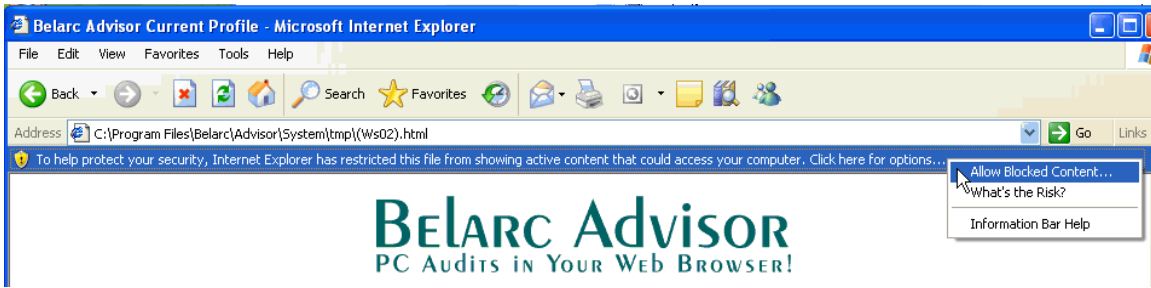 Belarc Advisor Current Profile - Microsoft Internet Explorer
File Edit View Favorites Tools Help
Back Search Favorites
Address C:\Program Files\Belarc\Advisor\System\tmp\(Ws02).html Go Links
To help protect your security, Internet Explorer has restricted this file from showing active content that could access your computer. Click here for options...
Allow Blocked Content...
What's the Risk?
Information Bar Help
BELARC ADVISOR
PC AUDITS IN YOUR WEB BROWSER!